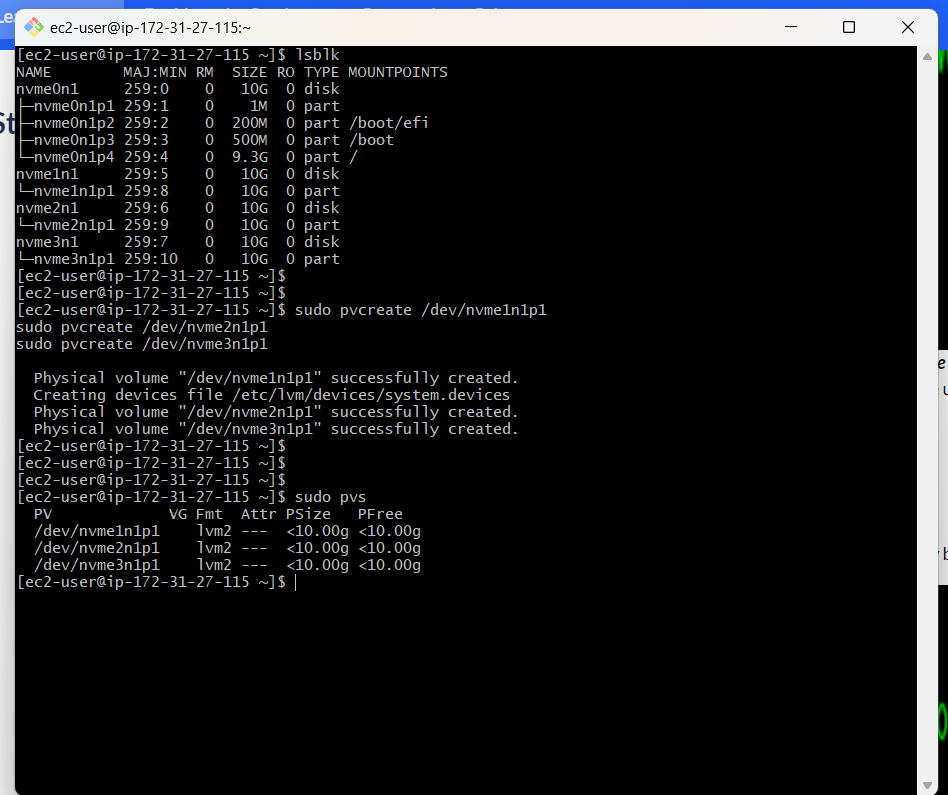 ec2-user@ip-172-31-27-115:~
[ec2-user@ip-172-31-27-115 ~]$ lsblk
NAME        MAJ:MIN RM  SIZE RO TYPE MOUNTPOINTS
nvme0n1     259:0    0   10G  0 disk
├─nvme0n1p1 259:1    0    1M  0 part
├─nvme0n1p2 259:2    0  200M  0 part /boot/efi
├─nvme0n1p3 259:3    0  500M  0 part /boot
└─nvme0n1p4 259:4    0  9.3G  0 part /
nvme1n1     259:5    0   10G  0 disk
└─nvme1n1p1 259:8    0   10G  0 part
nvme2n1     259:6    0   10G  0 disk
└─nvme2n1p1 259:9    0   10G  0 part
nvme3n1     259:7    0   10G  0 disk
└─nvme3n1p1 259:10   0   10G  0 part
[ec2-user@ip-172-31-27-115 ~]$
[ec2-user@ip-172-31-27-115 ~]$
[ec2-user@ip-172-31-27-115 ~]$ sudo pvcreate /dev/nvme1n1p1
sudo pvcreate /dev/nvme2n1p1
sudo pvcreate /dev/nvme3n1p1
  Physical volume "/dev/nvme1n1p1" successfully created.
  Creating devices file /etc/lvm/devices/system.devices
  Physical volume "/dev/nvme2n1p1" successfully created.
  Physical volume "/dev/nvme3n1p1" successfully created.
[ec2-user@ip-172-31-27-115 ~]$
[ec2-user@ip-172-31-27-115 ~]$
[ec2-user@ip-172-31-27-115 ~]$
[ec2-user@ip-172-31-27-115 ~]$ sudo pvs
  PV             VG Fmt  Attr PSize   PFree
  /dev/nvme1n1p1    lvm2 ---  <10.00g <10.00g
  /dev/nvme2n1p1    lvm2 ---  <10.00g <10.00g
  /dev/nvme3n1p1    lvm2 ---  <10.00g <10.00g
[ec2-user@ip-172-31-27-115 ~]$